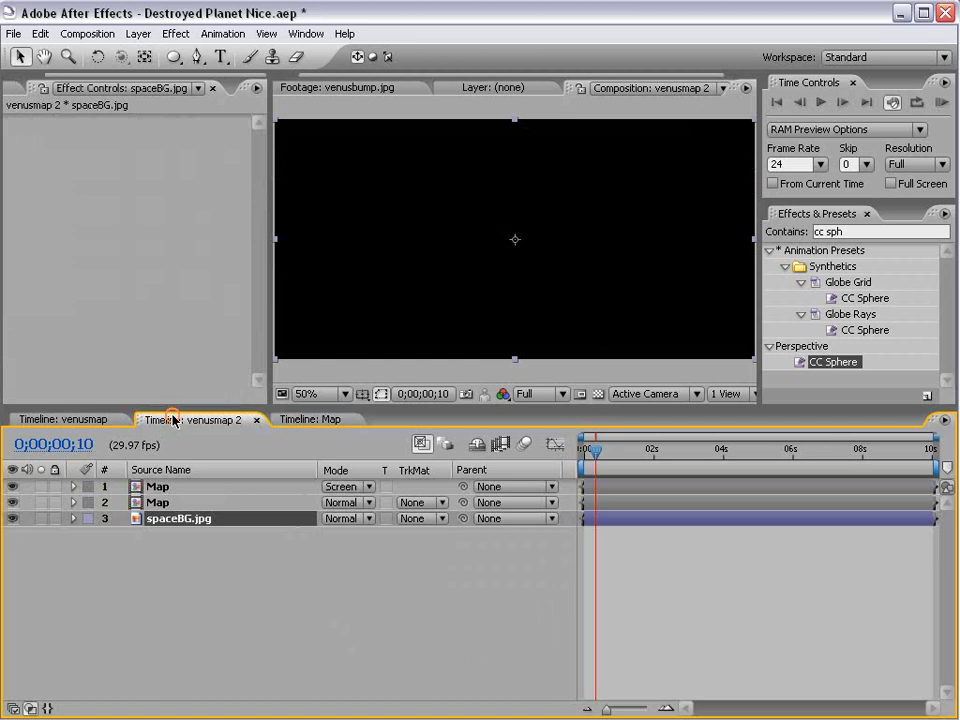 Adobe After Effects - Destroyed Planet Nice.aep *
File Edit Composition Layer Effect Animation View Window Help
Workspace: Standard
Effect Controls: spaceBG.jpg
venusmap 2 * spaceBG.jpg
Footage: venusbump.jpg Layer: (none) Composition: venusmap 2
Time Controls
RAM Preview Options
Frame Rate Skip Resolution
24 0 Full
From Current Time Full Screen
Effects & Presets
Contains: cc sph
* Animation Presets
Synthetics
Globe Grid
CC Sphere
Globe Rays
CC Sphere
Perspective
CC Sphere
50% 0;00;00;10 Full Active Camera 1 View
Timeline: venusmap Timeline: venusmap 2 Timeline: Map
0;00;00;10 (29.97 fps)
02s 04s 06s 08s 10s
# Source Name Mode T TrkMat Parent
1 Map Screen None
2 Map Normal None None
3 spaceBG.jpg Normal None None